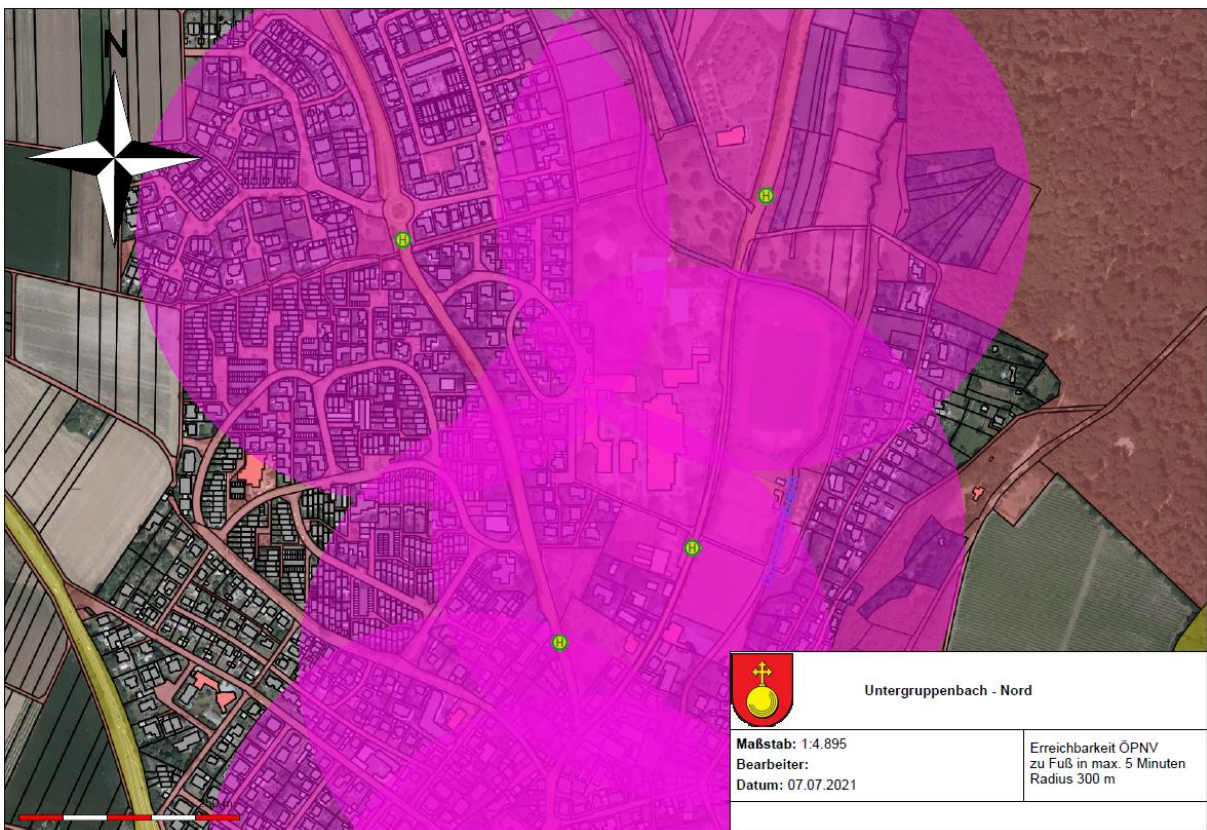 N
H
H
H
H
Untergruppenbach - Nord
Maßstab: 1:4.895
Bearbeiter:
Datum: 07.07.2021
Erreichbarkeit ÖPNV
zu Fuß in max. 5 Minuten
Radius 300 m